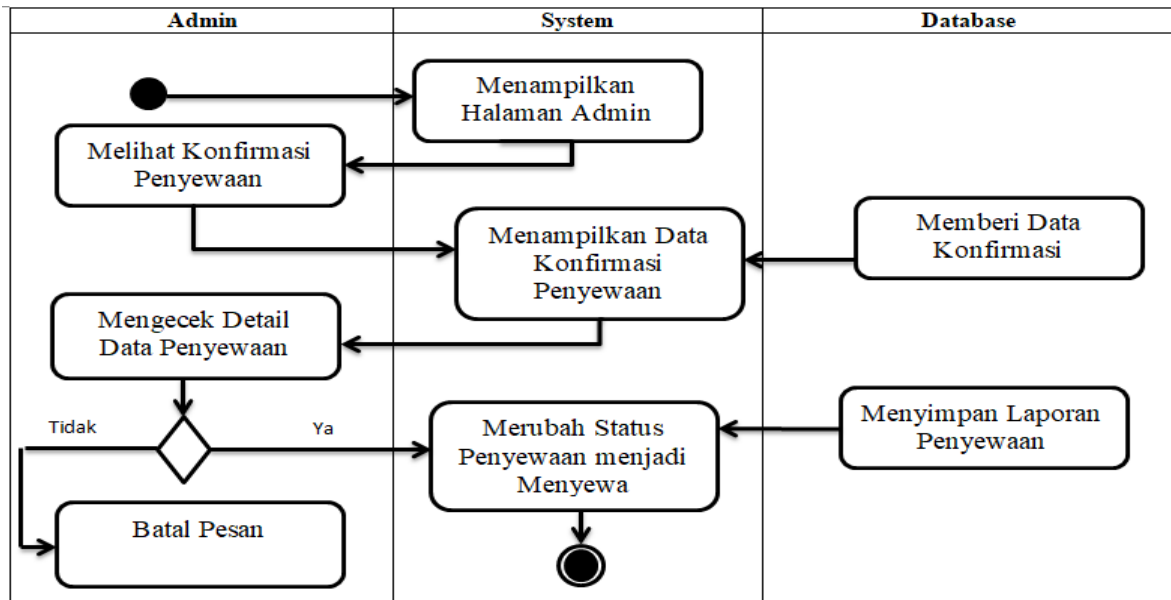 Admin
System
Database
Menampilkan
Halaman Admin
Melihat Konfirmasi
Penyewaan
Menampilkan Data
Konfirmasi
Penyewaan
Memberi Data
Konfirmasi
Mengecek Detail
Data Penyewaan
Tidak
Ya
Merubah Status
Penyewaan menjadi
Menyewa
Menyimpan Laporan
Penyewaan
Batal Pesan